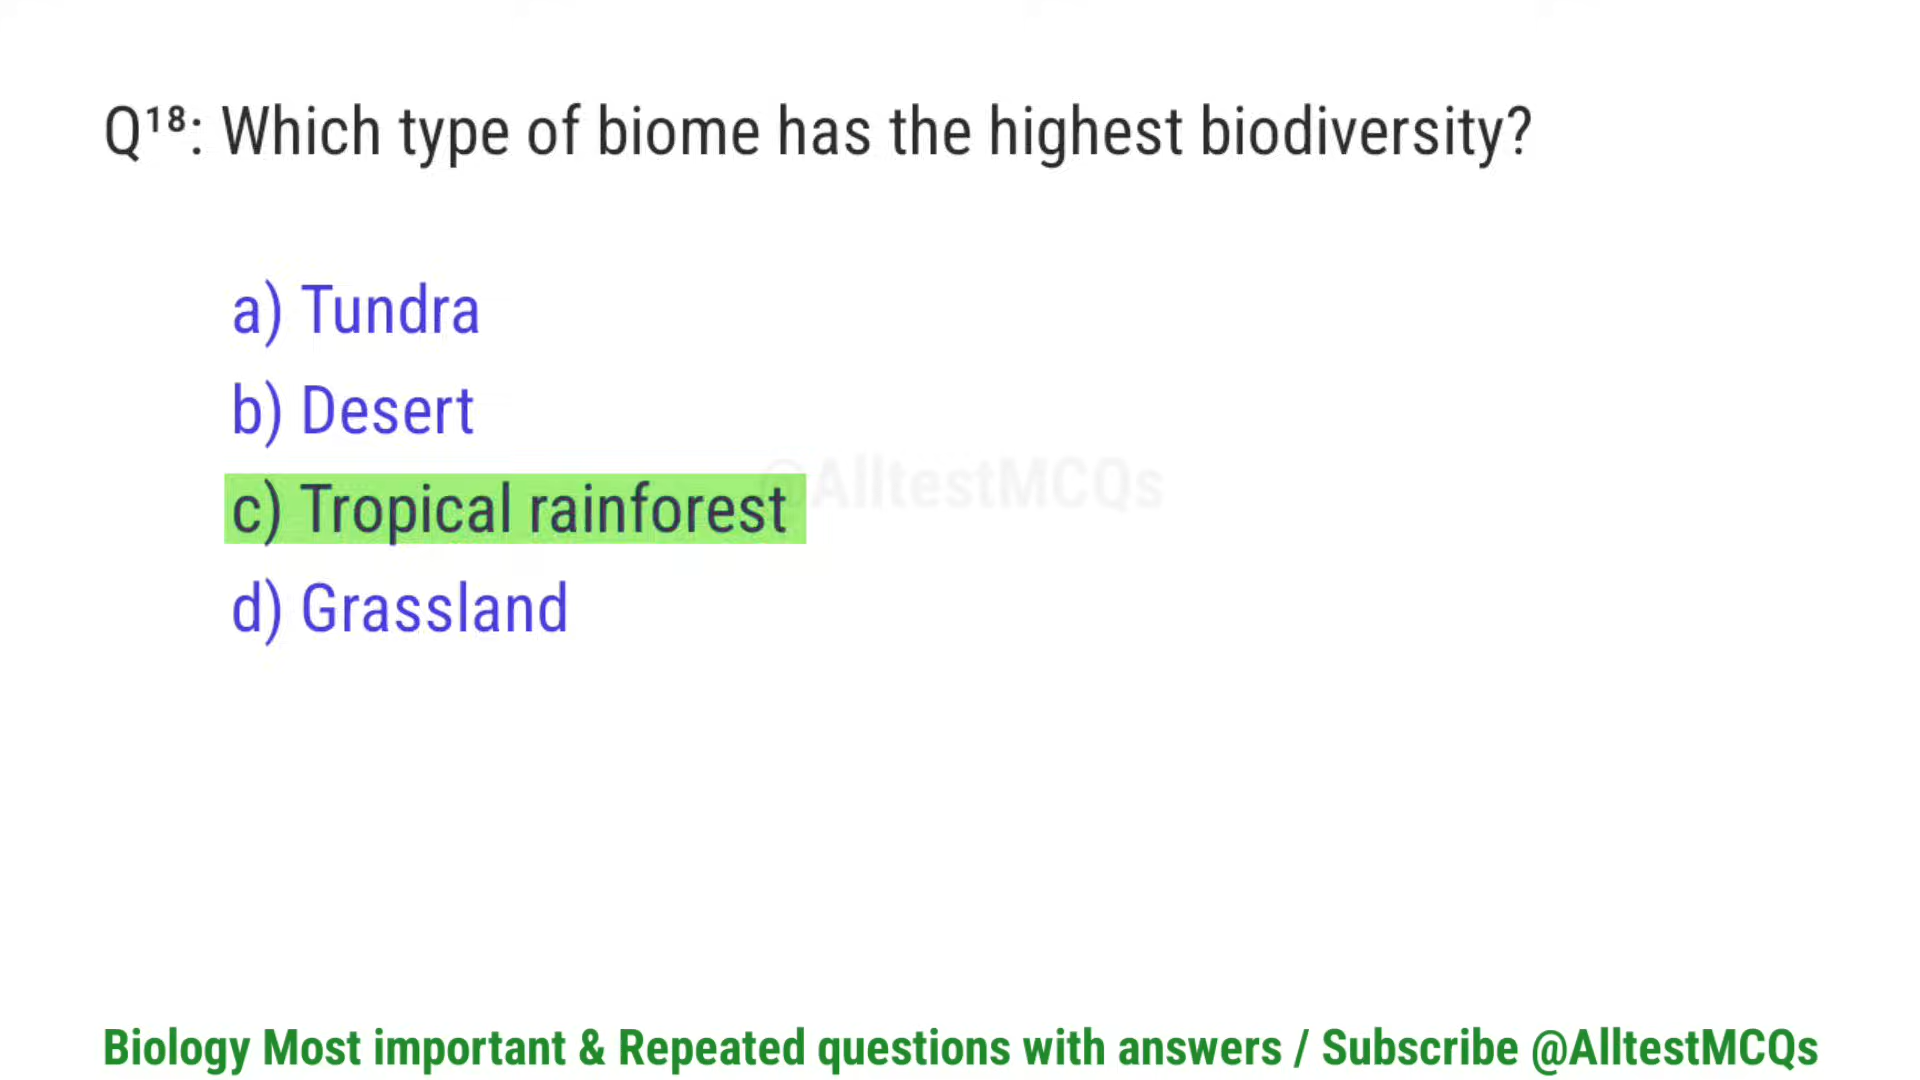 Q¹⁸: Which type of biome has the highest biodiversity?
a) Tundra
b) Desert
@AlltestMCQs
c) Tropical rainforest
d) Grassland
Biology Most important & Repeated questions with answers / Subscribe @AlltestMCQs